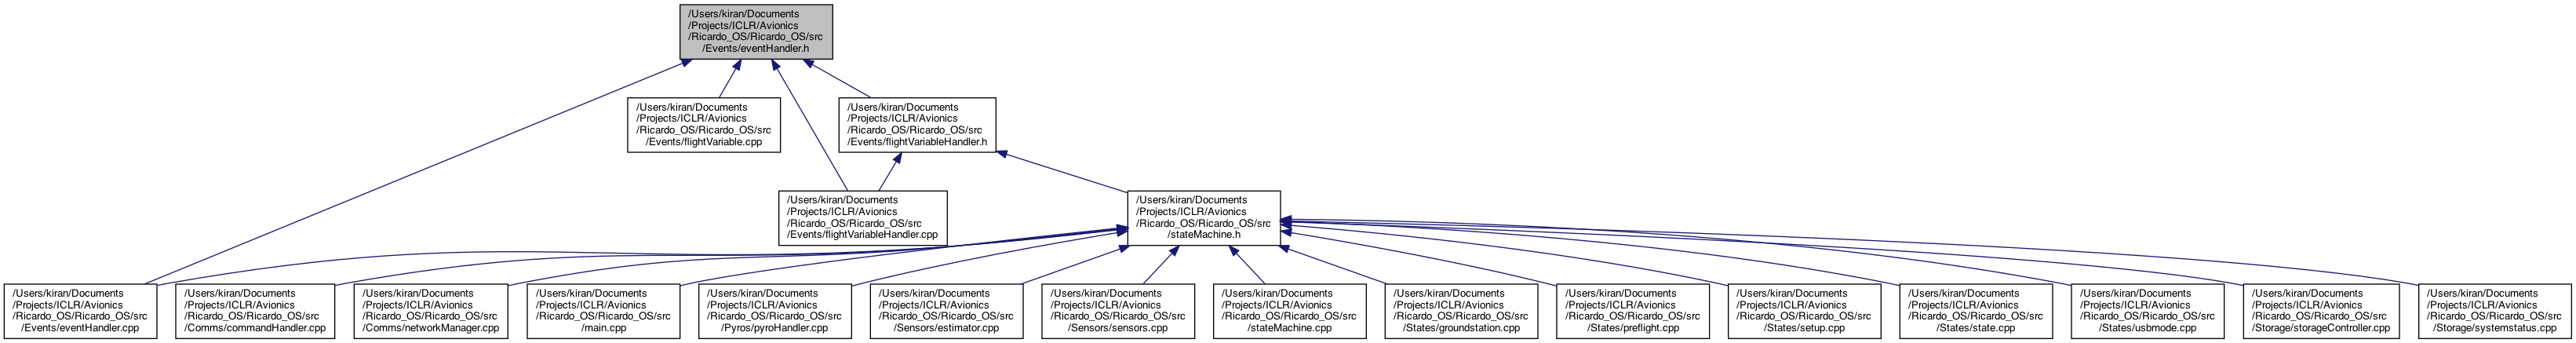 /Users/kiran/Documents
/Projects/ICLR/Avionics
/Ricardo_OS/Ricardo_OS/src
/Events/eventHandler.h
/Users/kiran/Documents
/Projects/ICLR/Avionics
/Ricardo_OS/Ricardo_OS/src
/Events/flightVariable.cpp
/Users/kiran/Documents
/Projects/ICLR/Avionics
/Ricardo_OS/Ricardo_OS/src
/Events/flightVariableHandler.h
/Users/kiran/Documents
/Projects/ICLR/Avionics
/Ricardo_OS/Ricardo_OS/src
/Events/flightVariableHandler.cpp
/Users/kiran/Documents
/Projects/ICLR/Avionics
/Ricardo_OS/Ricardo_OS/src
/stateMachine.h
/Users/kiran/Documents
/Projects/ICLR/Avionics
/Ricardo_OS/Ricardo_OS/src
/Events/eventHandler.cpp
/Users/kiran/Documents
/Projects/ICLR/Avionics
/Ricardo_OS/Ricardo_OS/src
/Comms/commandHandler.cpp
/Users/kiran/Documents
/Projects/ICLR/Avionics
/Ricardo_OS/Ricardo_OS/src
/Comms/networkManager.cpp
/Users/kiran/Documents
/Projects/ICLR/Avionics
/Ricardo_OS/Ricardo_OS/src
/main.cpp
/Users/kiran/Documents
/Projects/ICLR/Avionics
/Ricardo_OS/Ricardo_OS/src
/Pyros/pyroHandler.cpp
/Users/kiran/Documents
/Projects/ICLR/Avionics
/Ricardo_OS/Ricardo_OS/src
/Sensors/estimator.cpp
/Users/kiran/Documents
/Projects/ICLR/Avionics
/Ricardo_OS/Ricardo_OS/src
/Sensors/sensors.cpp
/Users/kiran/Documents
/Projects/ICLR/Avionics
/Ricardo_OS/Ricardo_OS/src
/stateMachine.cpp
/Users/kiran/Documents
/Projects/ICLR/Avionics
/Ricardo_OS/Ricardo_OS/src
/States/groundstation.cpp
/Users/kiran/Documents
/Projects/ICLR/Avionics
/Ricardo_OS/Ricardo_OS/src
/States/preflight.cpp
/Users/kiran/Documents
/Projects/ICLR/Avionics
/Ricardo_OS/Ricardo_OS/src
/States/setup.cpp
/Users/kiran/Documents
/Projects/ICLR/Avionics
/Ricardo_OS/Ricardo_OS/src
/States/state.cpp
/Users/kiran/Documents
/Projects/ICLR/Avionics
/Ricardo_OS/Ricardo_OS/src
/States/usbmode.cpp
/Users/kiran/Documents
/Projects/ICLR/Avionics
/Ricardo_OS/Ricardo_OS/src
/Storage/storageController.cpp
/Users/kiran/Documents
/Projects/ICLR/Avionics
/Ricardo_OS/Ricardo_OS/src
/Storage/systemstatus.cpp